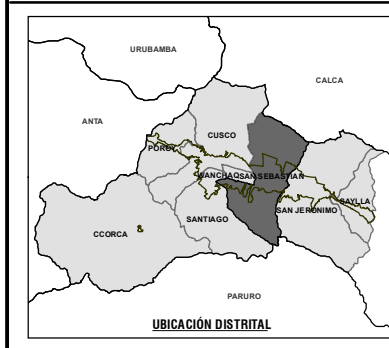 URUBAMBA
CALCA
ANTA
CUSCO
POROY
WANCHAQ
SAN SEBASTIAN
SAYLLA
SAN JERONIMO
SANTIAGO
CCORCA
PARURO
UBICACIÓN DISTRITAL